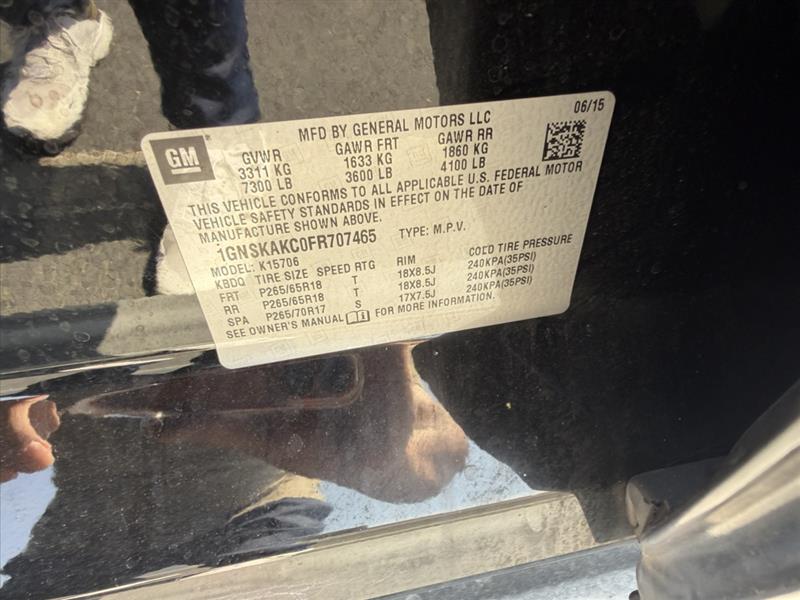 MFD BY GENERAL MOTORS LLC 06/15
GM GVWR GAWR FRT GAWR RR
3311 KG 1633 KG 1860 KG
7300 LB 3600 LB 4100 LB
THIS VEHICLE CONFORMS TO ALL APPLICABLE U.S. FEDERAL MOTOR
VEHICLE SAFETY STANDARDS IN EFFECT ON THE DATE OF
MANUFACTURE SHOWN ABOVE.
1GNSKAKC0FR707465 TYPE: M.P.V.
MODEL: K15706
KBDQ TIRE SIZE SPEED RTG RIM COLD TIRE PRESSURE
FRT P265/65R18 T 18X8.5J 240KPA(35PSI)
RR P265/65R18 T 18X8.5J 240KPA(35PSI)
SPA P265/70R17 S 17X7.5J 240KPA(35PSI)
SEE OWNER'S MANUAL FOR MORE INFORMATION.